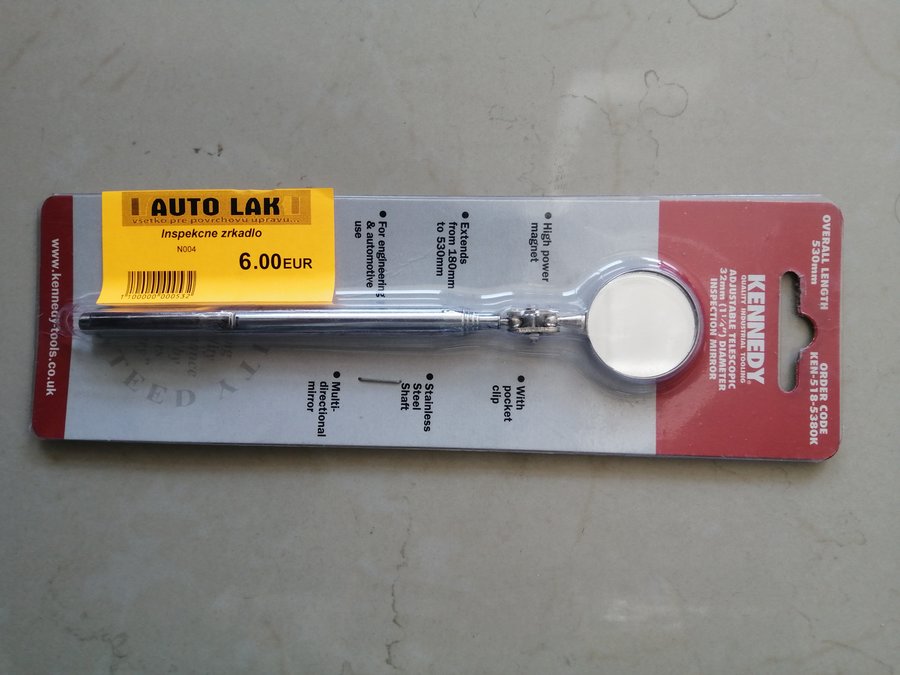 AUTO LAK
všetko pre povrchovú úpravu...
Inspekcne zrkadlo
N004
6.00EUR
1100000000532
OVERALL LENGTH
530mm
ORDER CODE
KEN-518-5380K
KENNEDY
QUALITY INDUSTRIAL TOOLING
ADJUSTABLE TELESCOPIC
32mm (1¼") DIAMETER
INSPECTION MIRROR
● High power
magnet
● Extends
from 180mm
to 530mm
● For engineering
& automotive
use
● With
pocket
clip
● Stainless
Steel
Shaft
● Multi-
directional
mirror
www.kennedy-tools.co.uk